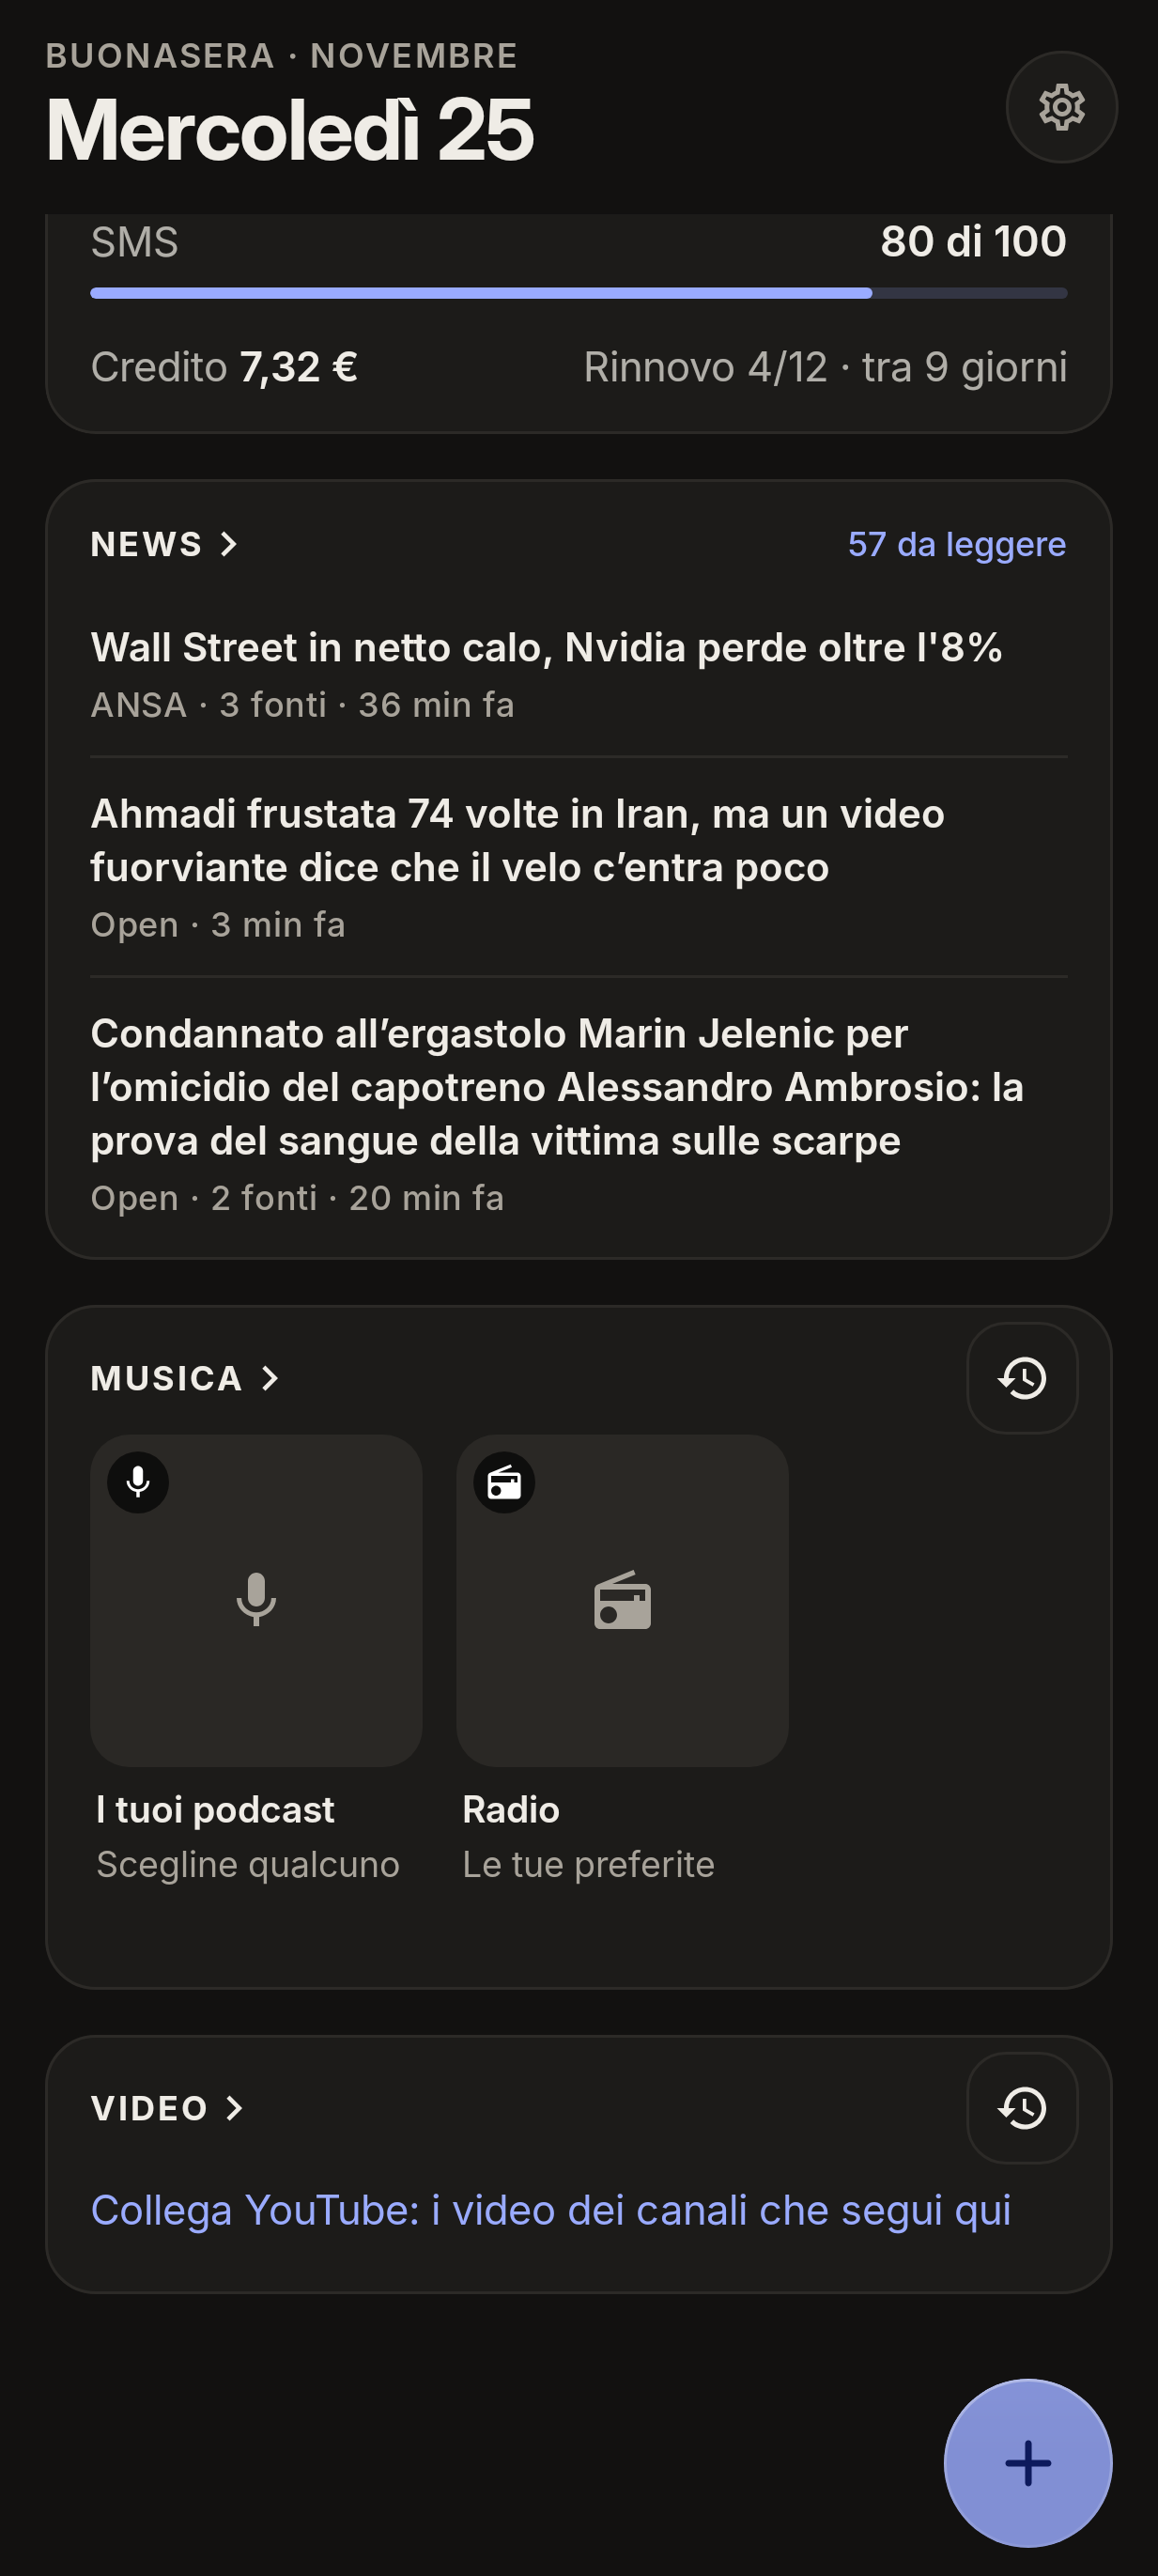 BUONASERA · NOVEMBRE
Mercoledì 25
SMS 80 di 100
Credito 7,32 € Rinnovo 4/12 · tra 9 giorni
NEWS 57 da leggere
Wall Street in netto calo, Nvidia perde oltre l'8%
ANSA · 3 fonti · 36 min fa
Ahmadi frustata 74 volte in Iran, ma un video
fuorviante dice che il velo c’entra poco
Open · 3 min fa
Condannato all’ergastolo Marin Jelenic per
l’omicidio del capotreno Alessandro Ambrosio: la
prova del sangue della vittima sulle scarpe
Open · 2 fonti · 20 min fa
MUSICA
I tuoi podcast Radio
Scegline qualcuno Le tue preferite
VIDEO
Collega YouTube: i video dei canali che segui qui